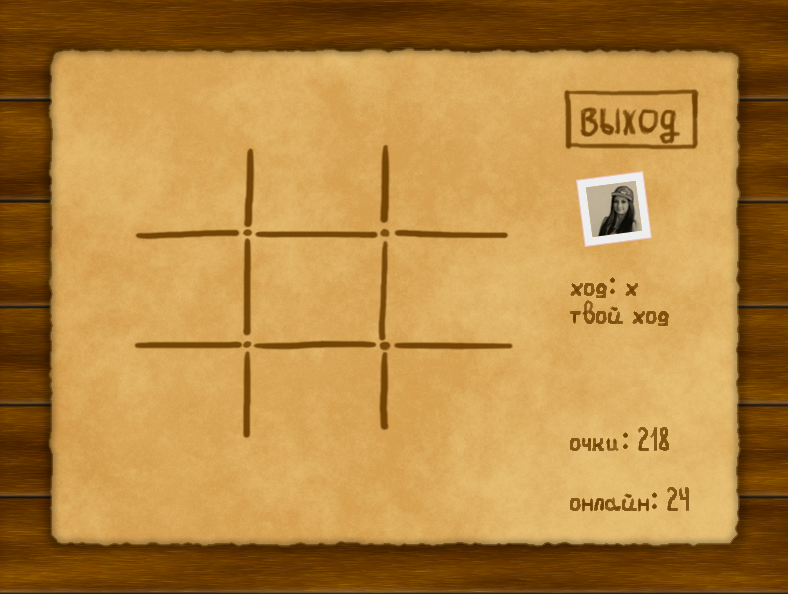 выход
ход: х
твой ход
очки: 218
онлайн: 24